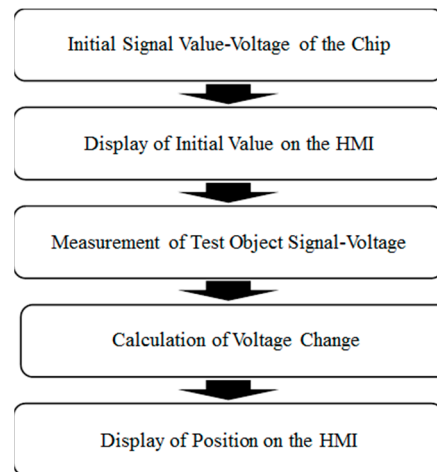 Initial Signal Value-Voltage of the Chip
Display of Initial Value on the HMI
Measurement of Test Object Signal-Voltage
Calculation of Voltage Change
Display of Position on the HMI